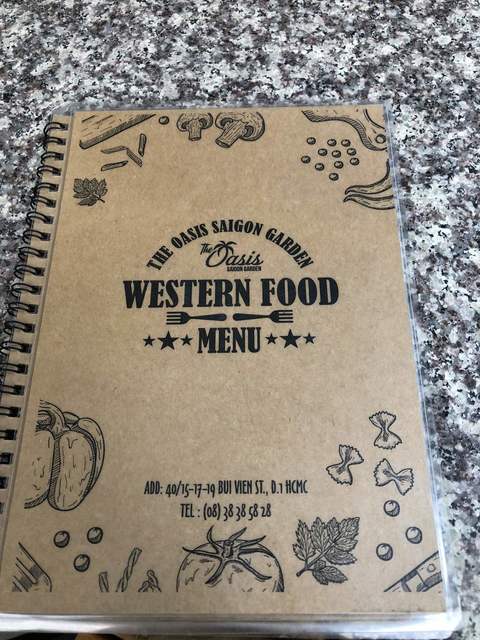 THE OASIS SAIGON GARDEN
The Oasis
SAIGON GARDEN
WESTERN FOOD
MENU
ADD: 40/15-17-19 BUI VIEN ST., D.1 HCMC
TEL : (08) 38 38 58 28